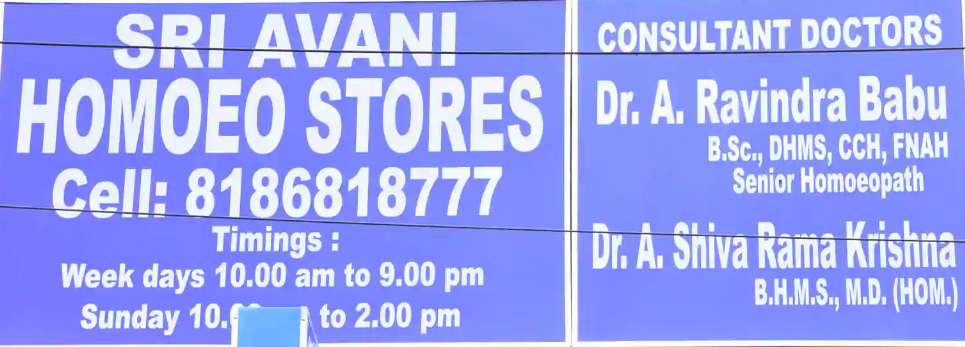 SRI AVANI
HOMOEO STORES
Cell: 8186818777
Timings :
Week days 10.00 am to 9.00 pm
Sunday to 2.00 pm
CONSULTANT DOCTORS
Dr. A. Ravindra Babu
B.Sc., DHMS, CCH, FNAH
Senior Homoeopath
Dr. A. Shiva Rama Krishna
B.H.M.S., M.D. (HOM.)